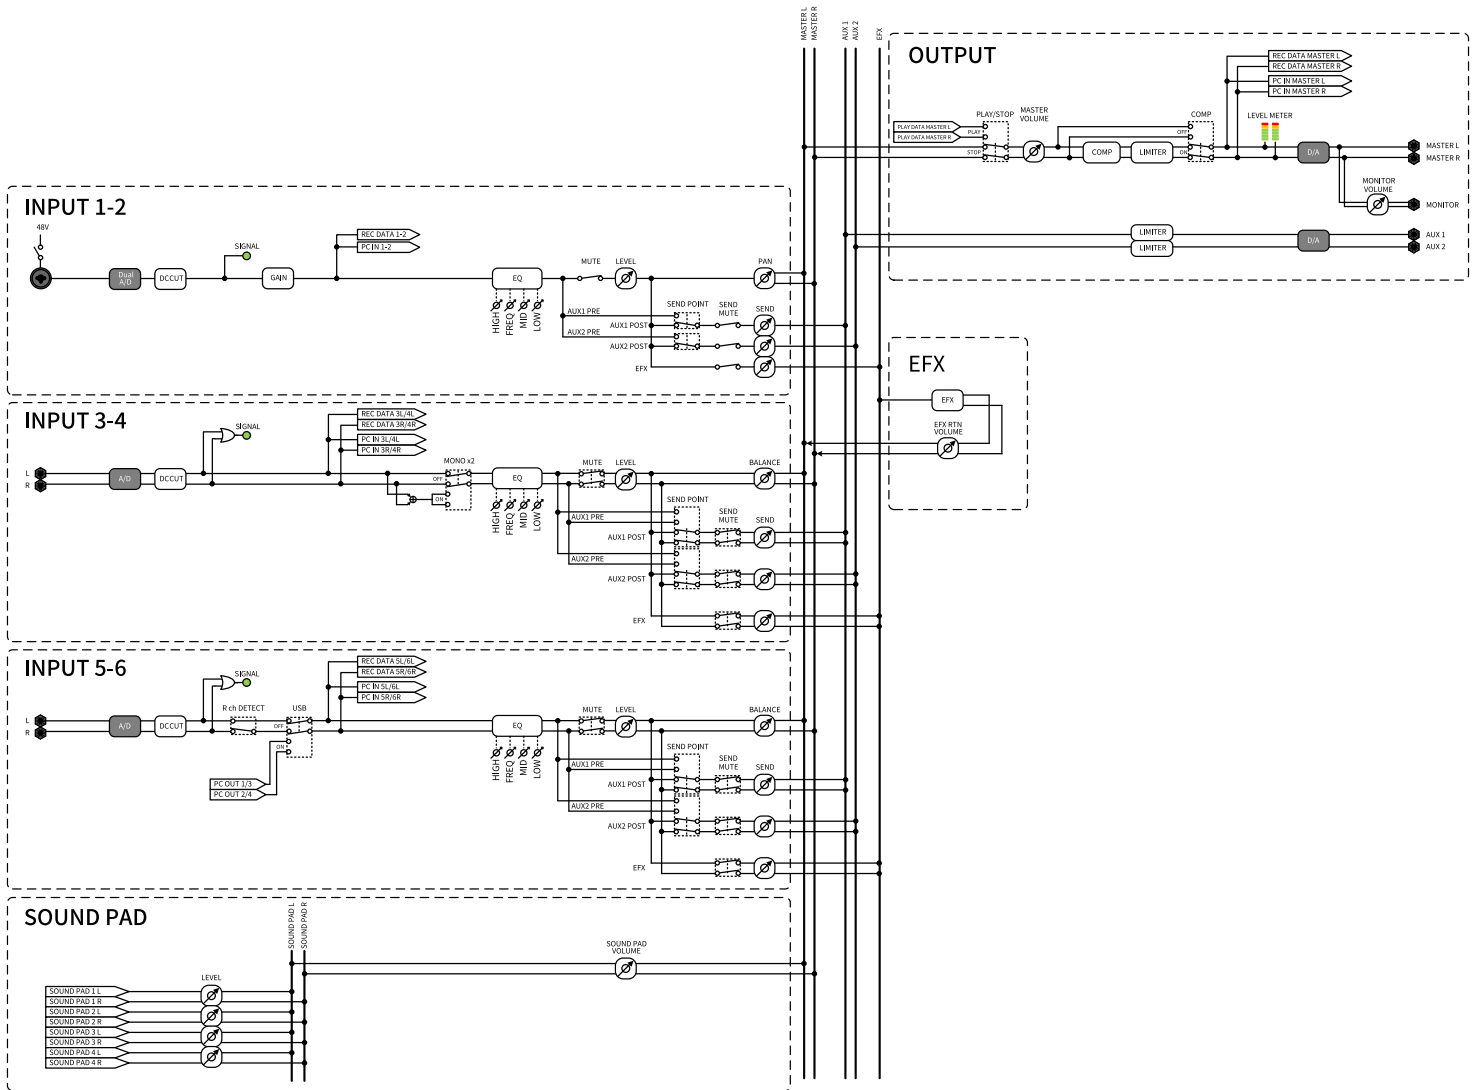 MASTER L
MASTER R
AUX 1
AUX 2
EFX
OUTPUT
REC DATA MASTER L
REC DATA MASTER R
PC IN MASTER L
PC IN MASTER R
PLAY/STOP
MASTER
VOLUME
COMP
LEVEL METER
PLAY DATA MASTER L
PLAY DATA MASTER R
PLAY
STOP
OFF
ON
COMP
LIMITER
D/A
MASTER L
MASTER R
MONITOR
VOLUME
MONITOR
LIMITER
LIMITER
D/A
AUX 1
AUX 2
INPUT 1-2
48V
SIGNAL
REC DATA 1-2
PC IN 1-2
Dual
A/D
DCCUT
GAIN
EQ
HIGH
FREQ
MID
LOW
MUTE
LEVEL
PAN
SEND POINT
SEND
MUTE
SEND
AUX1 PRE
AUX1 POST
AUX2 PRE
AUX2 POST
EFX
EFX
EFX
EFX RTN
VOLUME
INPUT 3-4
SIGNAL
REC DATA 3L/4L
REC DATA 3R/4R
PC IN 3L/4L
PC IN 3R/4R
L
R
A/D
DCCUT
MONO x2
OFF
ON
EQ
HIGH
FREQ
MID
LOW
MUTE
LEVEL
BALANCE
SEND POINT
SEND
MUTE
SEND
AUX1 PRE
AUX1 POST
AUX2 PRE
AUX2 POST
EFX
INPUT 5-6
SIGNAL
REC DATA 5L/6L
REC DATA 5R/6R
PC IN 5L/6L
PC IN 5R/6R
L
R
A/D
DCCUT
R ch DETECT
USB
OFF
ON
PC OUT 1/3
PC OUT 2/4
EQ
HIGH
FREQ
MID
LOW
MUTE
LEVEL
BALANCE
SEND POINT
SEND
MUTE
SEND
AUX1 PRE
AUX1 POST
AUX2 PRE
AUX2 POST
EFX
SOUND PAD
SOUND PAD L
SOUND PAD R
SOUND PAD
VOLUME
LEVEL
SOUND PAD 1 L
SOUND PAD 1 R
SOUND PAD 2 L
SOUND PAD 2 R
SOUND PAD 3 L
SOUND PAD 3 R
SOUND PAD 4 L
SOUND PAD 4 R